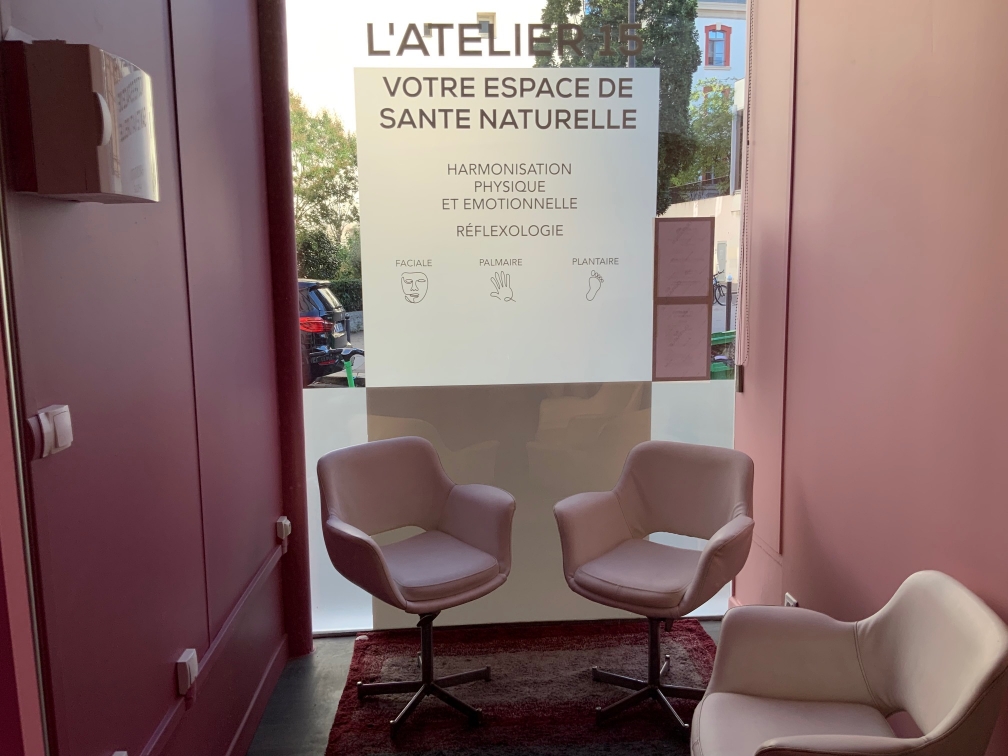 L'ATELIER 15
VOTRE ESPACE DE
SANTE NATURELLE
HARMONISATION
PHYSIQUE
ET EMOTIONNELLE
RÉFLEXOLOGIE
FACIALE PALMAIRE PLANTAIRE